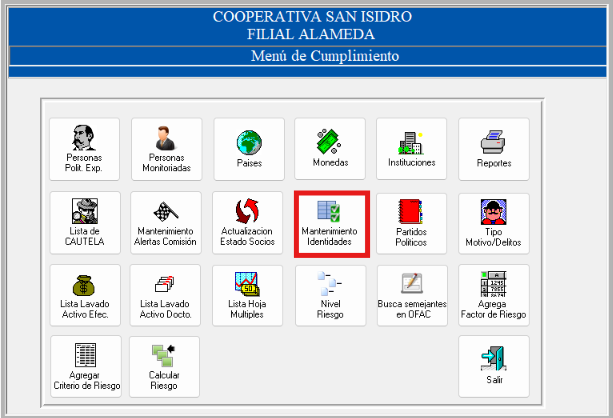 COOPERATIVA SAN ISIDRO
FILIAL ALAMEDA
Menú de Cumplimiento
Personas
Polit. Exp.
Personas
Monitoriadas
Paises
Monedas
Instituciones
Reportes
Lista de
CAUTELA
Mantenimiento
Alertas Comisión
Actualizacion
Estado Socios
Mantenimiento
Identidades
Partidos
Politicos
Tipo
Motivo/Delitos
Lista Lavado
Activo Efec.
Lista Lavado
Activo Docto.
Lista Hoja
Multiples
Nivel
Riesgo
Busca semejantes
en OFAC
Agrega
Factor de Riesgo
Agregar
Criterio de Riesgo
Calcular
Riesgo
Salir